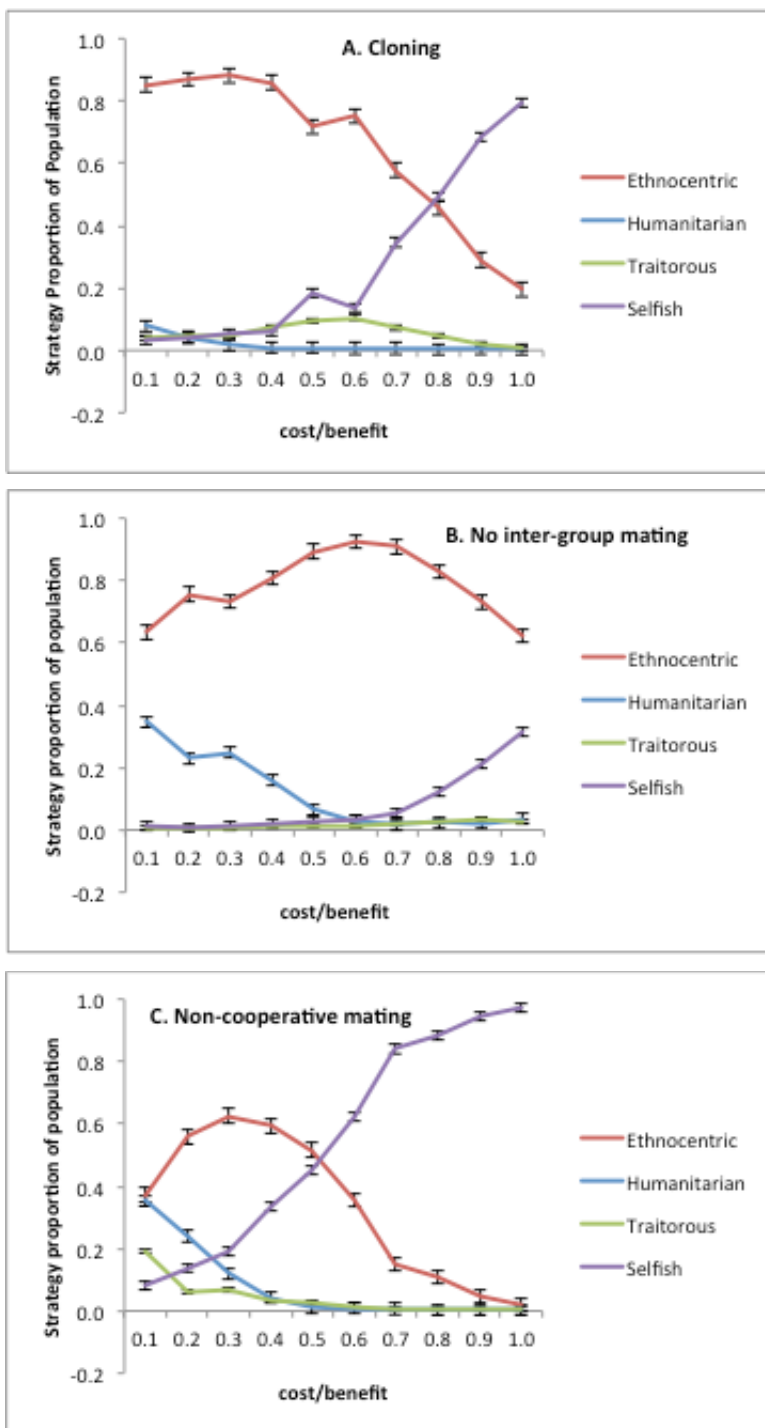 A. Cloning
Strategy Proportion of Population
1.0
0.8
0.6
0.4
0.2
0.0
-0.2
0.1 0.2 0.3 0.4 0.5 0.6 0.7 0.8 0.9 1.0
cost/benefit
Ethnocentric
Humanitarian
Traitorous
Selfish
B. No inter-group mating
Strategy proportion of population
1.0
0.8
0.6
0.4
0.2
0.0
-0.2
0.1 0.2 0.3 0.4 0.5 0.6 0.7 0.8 0.9 1.0
cost/benefit
Ethnocentric
Humanitarian
Traitorous
Selfish
C. Non-cooperative mating
Strategy proportion of population
1.0
0.8
0.6
0.4
0.2
0.0
-0.2
0.1 0.2 0.3 0.4 0.5 0.6 0.7 0.8 0.9 1.0
cost/benefit
Ethnocentric
Humanitarian
Traitorous
Selfish